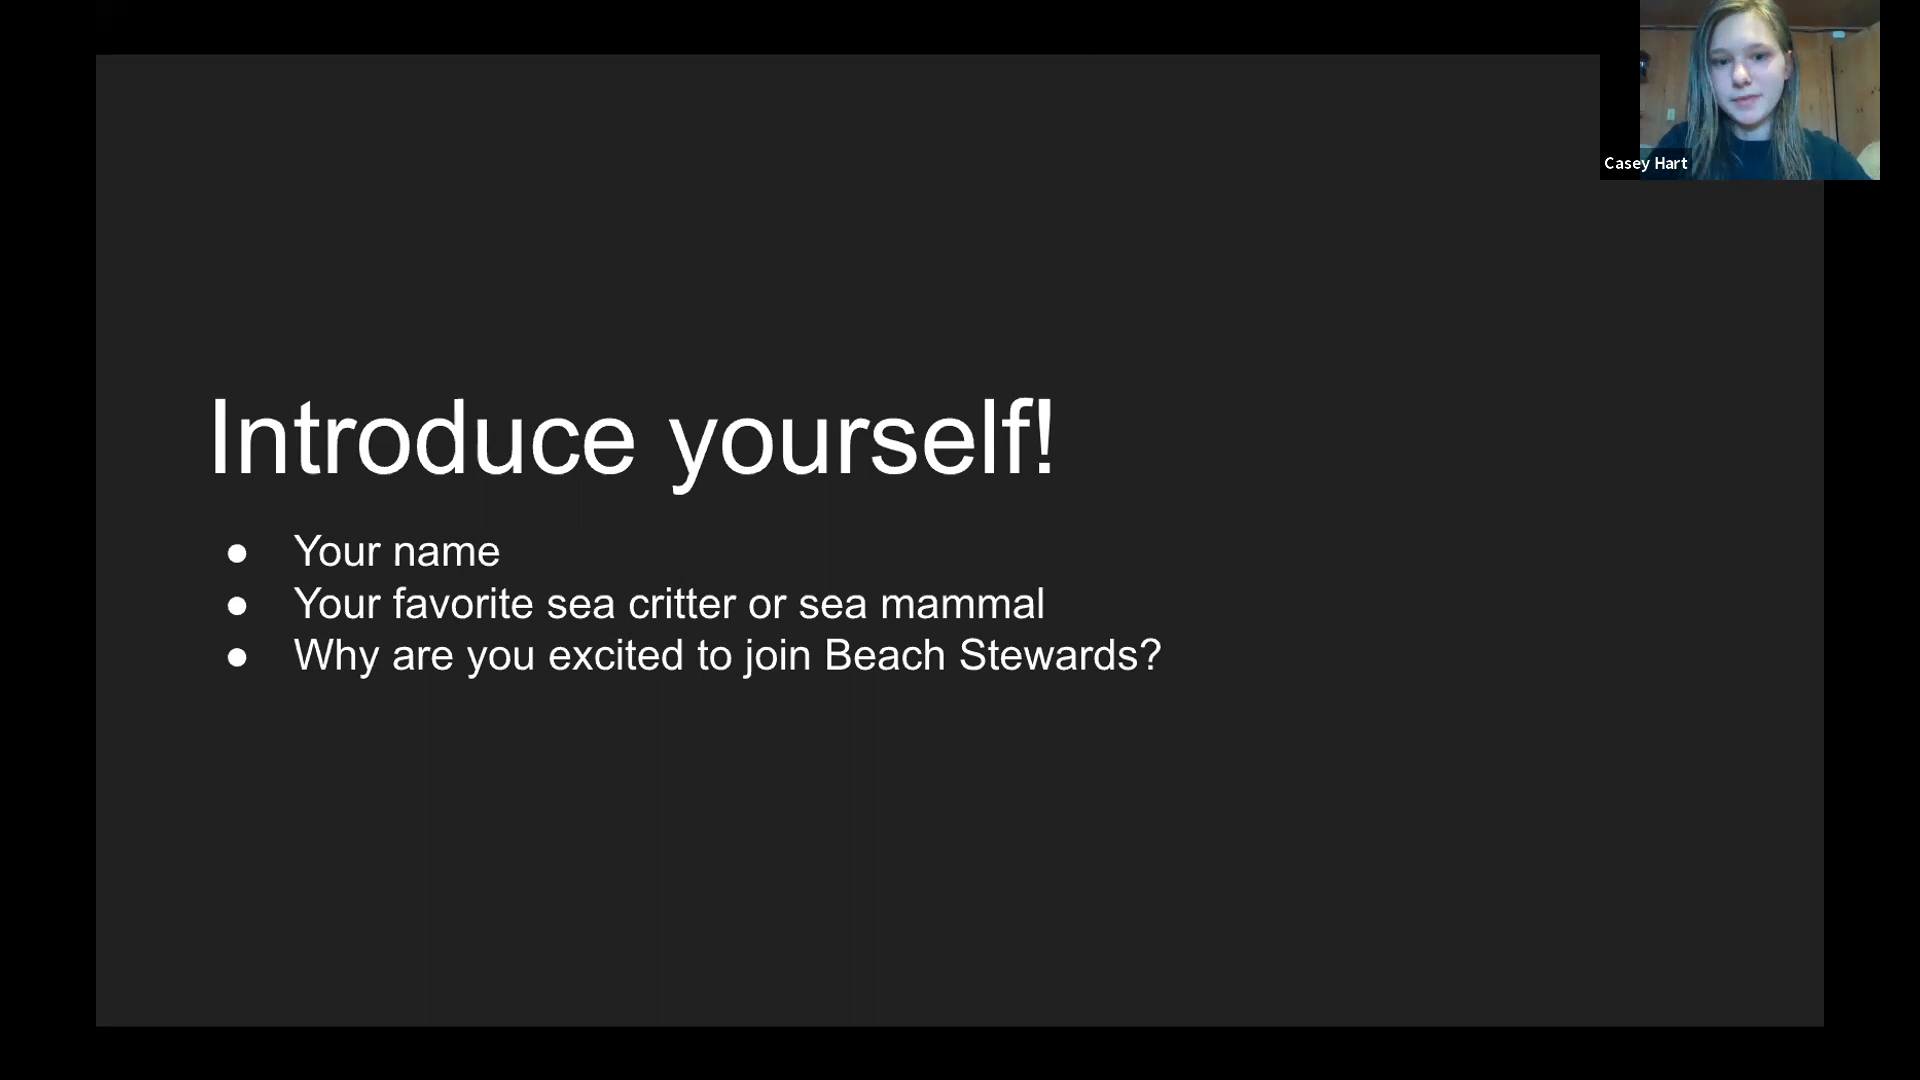 Casey Hart
Introduce yourself!
● Your name
● Your favorite sea critter or sea mammal
● Why are you excited to join Beach Stewards?